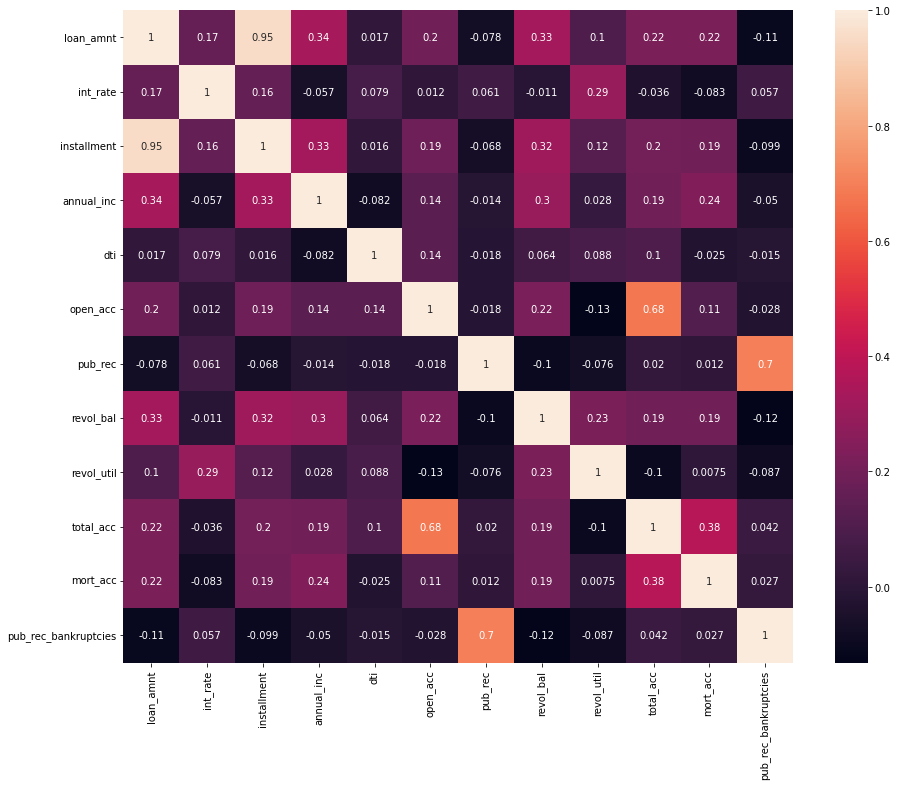 loan_amnt 1 0.17 0.95 0.34 0.017 0.2 -0.078 0.33 0.1 0.22 0.22 -0.11
int_rate 0.17 1 0.16 -0.057 0.079 0.012 0.061 -0.011 0.29 -0.036 -0.083 0.057
installment 0.95 0.16 1 0.33 0.016 0.19 -0.068 0.32 0.12 0.2 0.19 -0.099
annual_inc 0.34 -0.057 0.33 1 -0.082 0.14 -0.014 0.3 0.028 0.19 0.24 -0.05
dti 0.017 0.079 0.016 -0.082 1 0.14 -0.018 0.064 0.088 0.1 -0.025 -0.015
open_acc 0.2 0.012 0.19 0.14 0.14 1 -0.018 0.22 -0.13 0.68 0.11 -0.028
pub_rec -0.078 0.061 -0.068 -0.014 -0.018 -0.018 1 -0.1 -0.076 0.02 0.012 0.7
revol_bal 0.33 -0.011 0.32 0.3 0.064 0.22 -0.1 1 0.23 0.19 0.19 -0.12
revol_util 0.1 0.29 0.12 0.028 0.088 -0.13 -0.076 0.23 1 -0.1 0.0075 -0.087
total_acc 0.22 -0.036 0.2 0.19 0.1 0.68 0.02 0.19 -0.1 1 0.38 0.042
mort_acc 0.22 -0.083 0.19 0.24 -0.025 0.11 0.012 0.19 0.0075 0.38 1 0.027
pub_rec_bankruptcies -0.11 0.057 -0.099 -0.05 -0.015 -0.028 0.7 -0.12 -0.087 0.042 0.027 1
loan_amnt int_rate installment annual_inc dti open_acc pub_rec revol_bal revol_util total_acc mort_acc pub_rec_bankruptcies
1.0
0.8
0.6
0.4
0.2
0.0